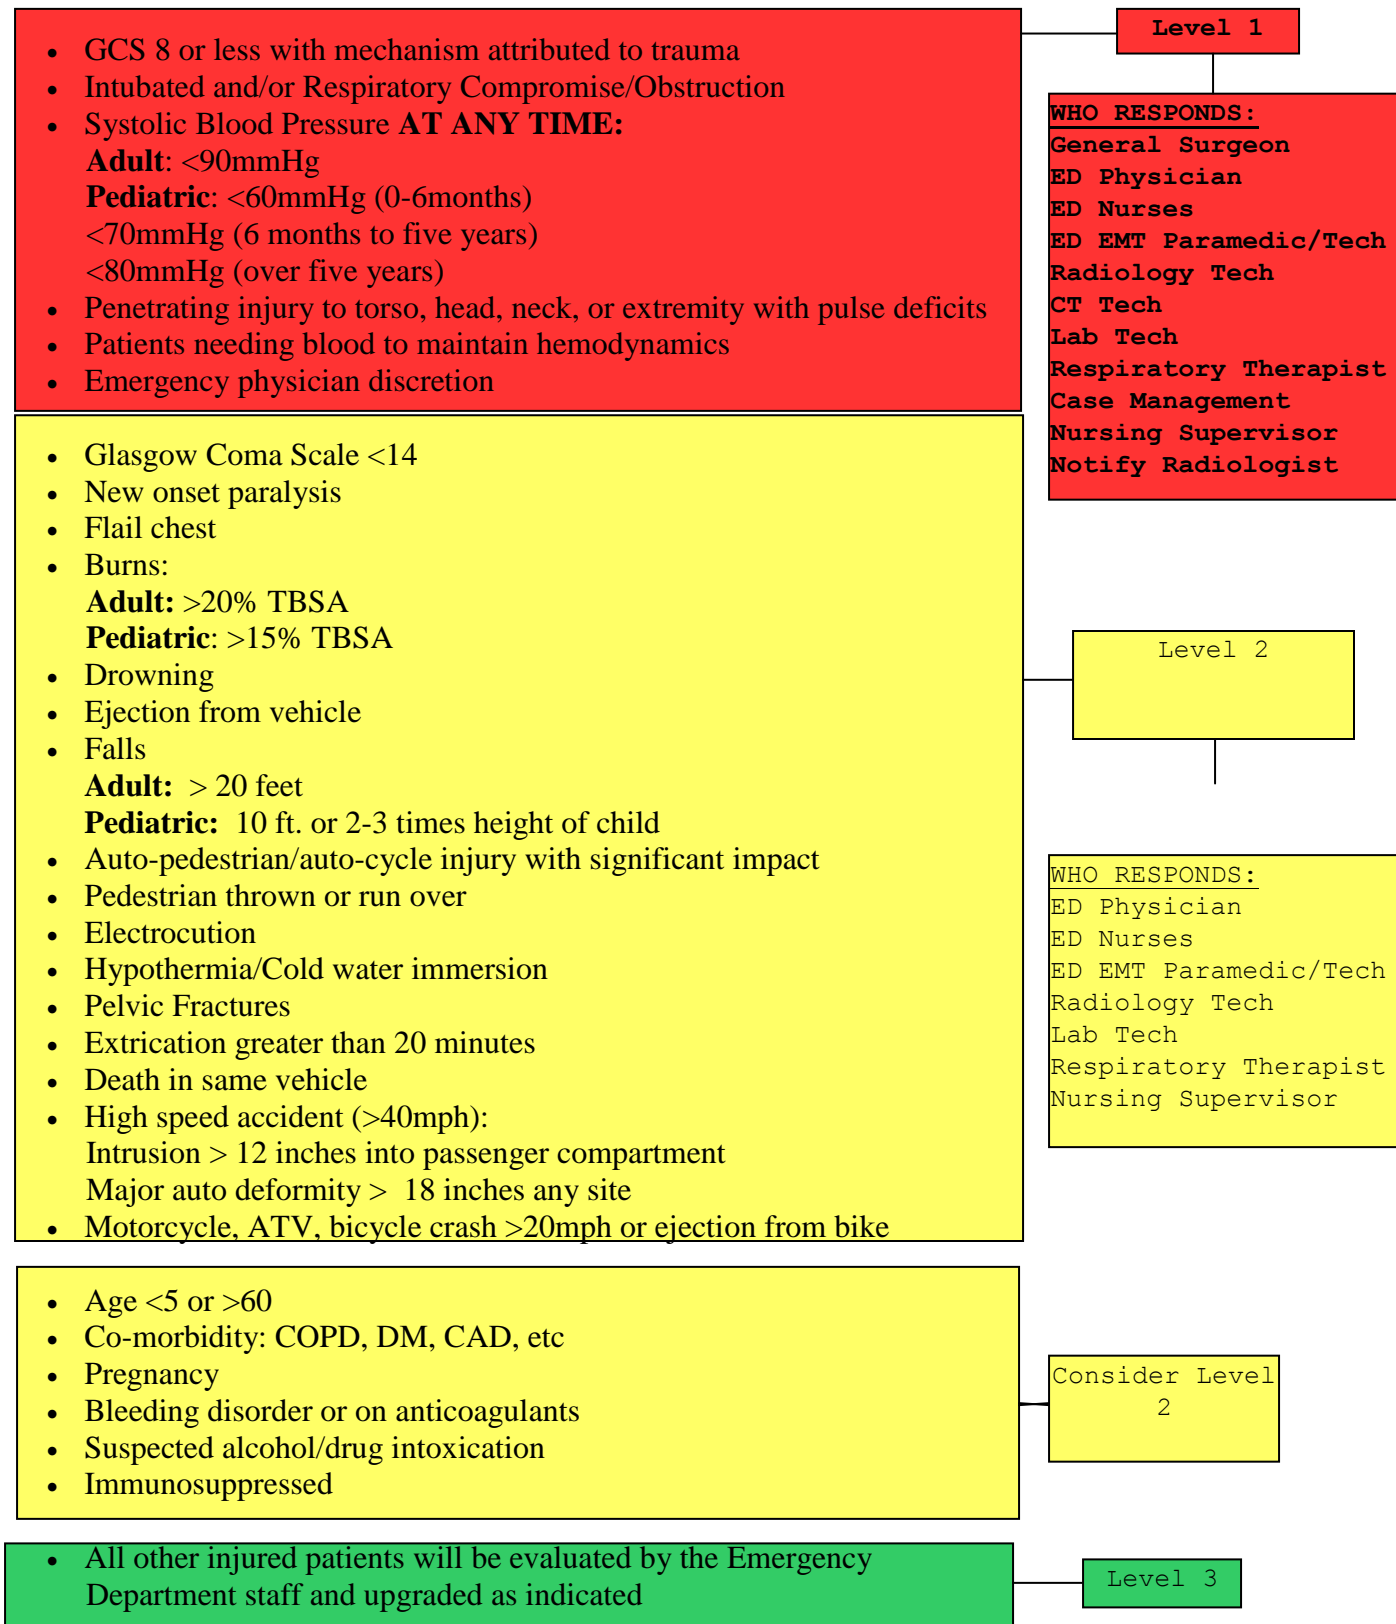 • GCS 8 or less with mechanism attributed to trauma
• Intubated and/or Respiratory Compromise/Obstruction
• Systolic Blood Pressure AT ANY TIME:
Adult: <90mmHg
Pediatric: <60mmHg (0-6months)
<70mmHg (6 months to five years)
<80mmHg (over five years)
• Penetrating injury to torso, head, neck, or extremity with pulse deficits
• Patients needing blood to maintain hemodynamics
• Emergency physician discretion
Level 1
WHO RESPONDS:
General Surgeon
ED Physician
ED Nurses
ED EMT Paramedic/Tech
Radiology Tech
CT Tech
Lab Tech
Respiratory Therapist
Case Management
Nursing Supervisor
Notify Radiologist
• Glasgow Coma Scale <14
• New onset paralysis
• Flail chest
• Burns:
Adult: >20% TBSA
Pediatric: >15% TBSA
• Drowning
• Ejection from vehicle
• Falls
Adult: > 20 feet
Pediatric: 10 ft. or 2-3 times height of child
• Auto-pedestrian/auto-cycle injury with significant impact
• Pedestrian thrown or run over
• Electrocution
• Hypothermia/Cold water immersion
• Pelvic Fractures
• Extrication greater than 20 minutes
• Death in same vehicle
• High speed accident (>40mph):
Intrusion > 12 inches into passenger compartment
Major auto deformity > 18 inches any site
• Motorcycle, ATV, bicycle crash >20mph or ejection from bike
Level 2
WHO RESPONDS:
ED Physician
ED Nurses
ED EMT Paramedic/Tech
Radiology Tech
Lab Tech
Respiratory Therapist
Nursing Supervisor
• Age <5 or >60
• Co-morbidity: COPD, DM, CAD, etc
• Pregnancy
• Bleeding disorder or on anticoagulants
• Suspected alcohol/drug intoxication
• Immunosuppressed
Consider Level
2
• All other injured patients will be evaluated by the Emergency
Department staff and upgraded as indicated
Level 3